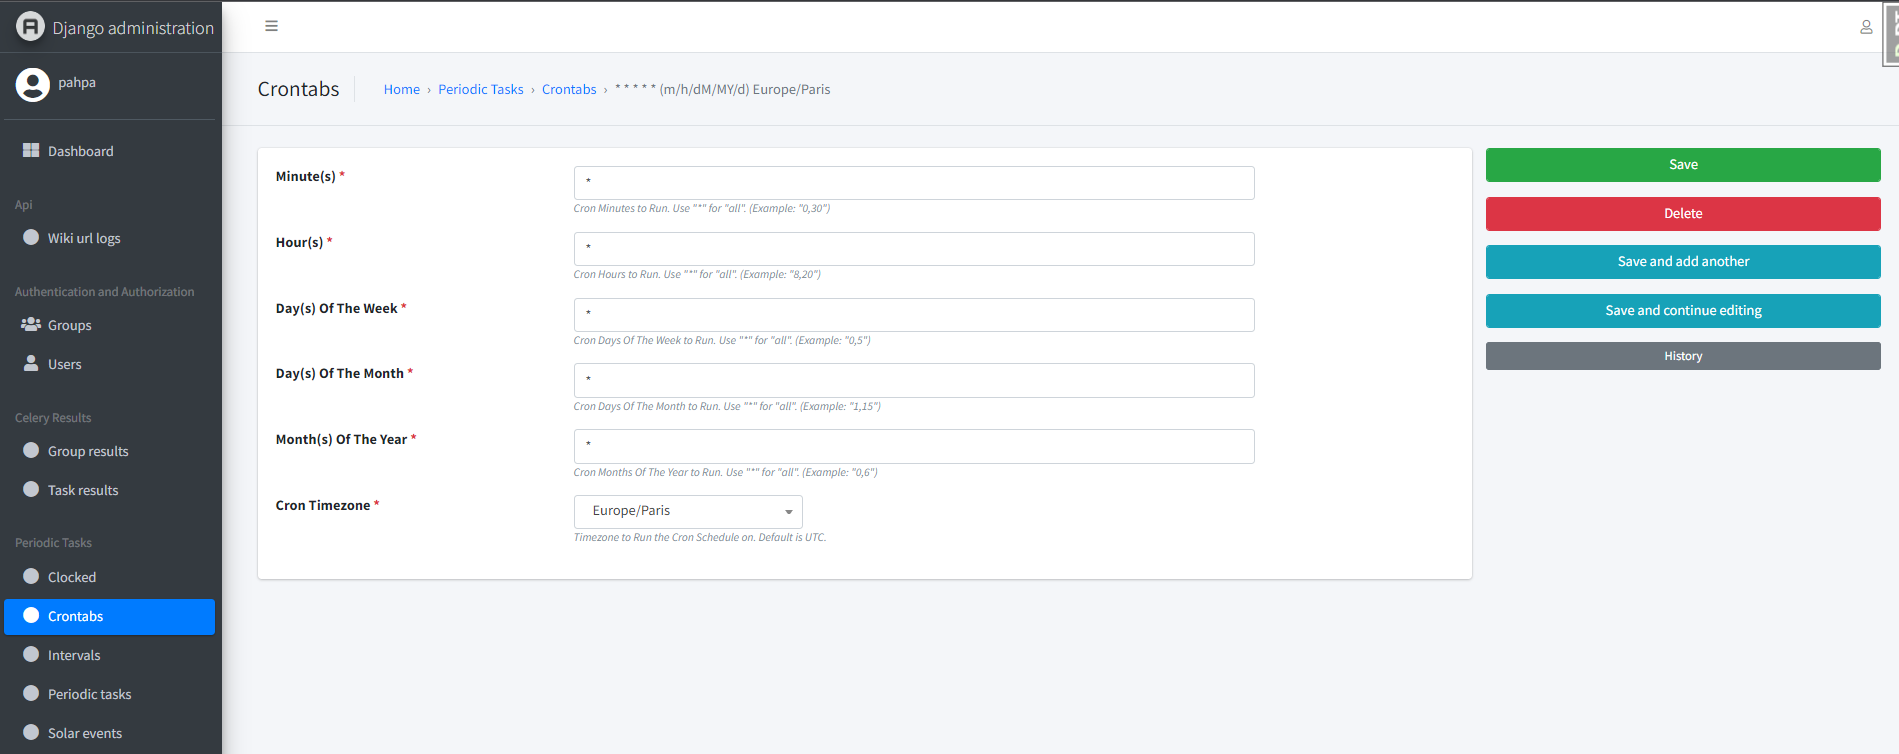 Django administration
pahpa
Dashboard
Api
Wiki url logs
Authentication and Authorization
Groups
Users
Celery Results
Group results
Task results
Periodic Tasks
Clocked
Crontabs
Intervals
Periodic tasks
Solar events
Crontabs
Home › Periodic Tasks › Crontabs › * * * * * (m/h/dM/MY/d) Europe/Paris
Minute(s) *
*
Cron Minutes to Run. Use "*" for "all". (Example: "0,30")
Hour(s) *
*
Cron Hours to Run. Use "*" for "all". (Example: "8,20")
Day(s) Of The Week *
*
Cron Days Of The Week to Run. Use "*" for "all". (Example: "0,5")
Day(s) Of The Month *
*
Cron Days Of The Month to Run. Use "*" for "all". (Example: "1,15")
Month(s) Of The Year *
*
Cron Months Of The Year to Run. Use "*" for "all". (Example: "0,6")
Cron Timezone *
Europe/Paris
Timezone to Run the Cron Schedule on. Default is UTC.
Save
Delete
Save and add another
Save and continue editing
History